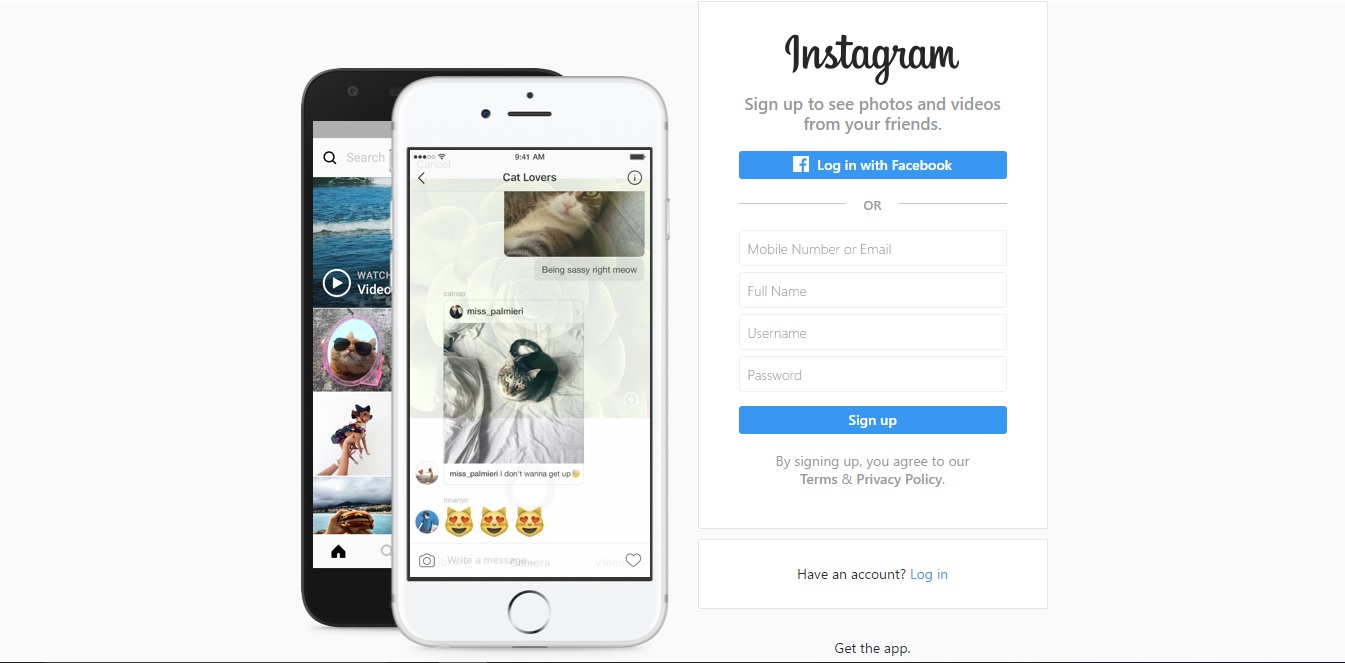 Search
WATCH
Video
9:41 AM
Cancel
Cat Lovers
Being sassy right meow
catnap
miss_palmieri
miss_palmieri I don't wanna get up
ninanyc
Write a message...
Camera
Instagram
Sign up to see photos and videos
from your friends.
Log in with Facebook
OR
Mobile Number or Email
Full Name
Username
Password
Sign up
By signing up, you agree to our
Terms & Privacy Policy.
Have an account? Log in
Get the app.